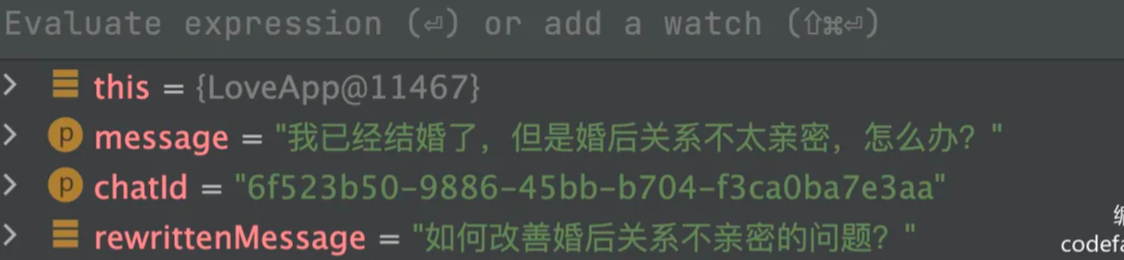 Evaluate expression (⏎) or add a watch (⇧⌘⏎)
this = {LoveApp@11467}
message = "我已经结婚了，但是婚后关系不太亲密，怎么办？"
chatId = "6f523b50-9886-45bb-b704-f3ca0ba7e3aa"
编
rewrittenMessage = "如何改善婚后关系不亲密的问题？"
codefa